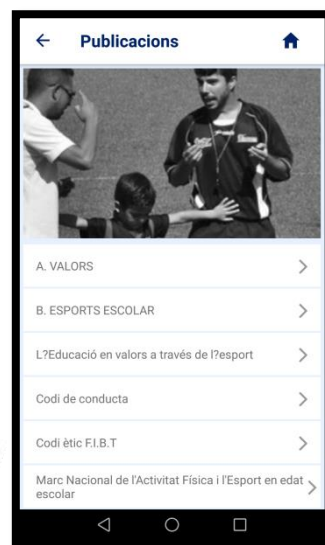 Publicacions
A. VALORS
B. ESPORTS ESCOLAR
L?Educació en valors a través de l?esport
Codi de conducta
Codi ètic F.I.B.T
Marc Nacional de l'Activitat Física i l'Esport en edat
escolar